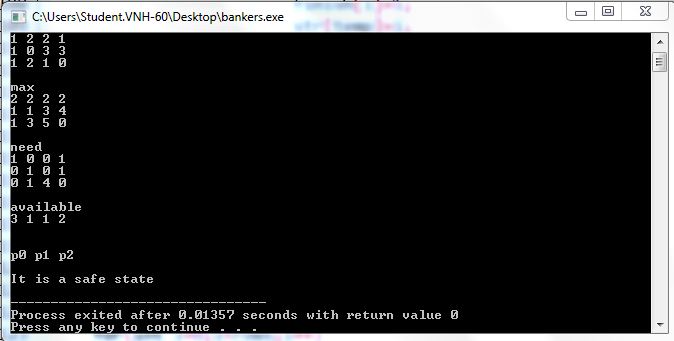 C:\Users\Student.VNH-60\Desktop\bankers.exe
1 2 2 1
1 0 3 3
1 2 1 0
max
2 2 2 2
1 1 3 4
1 3 5 0
need
1 0 0 1
0 1 0 1
0 1 4 0
available
3 1 1 2
p0 p1 p2
It is a safe state
--------------------------------
Process exited after 0.01357 seconds with return value 0
Press any key to continue . . .